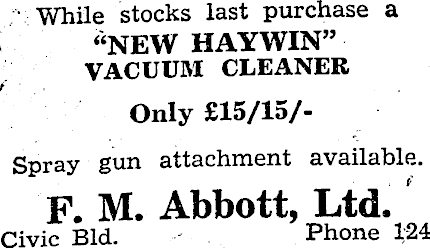 While stocks last purchase a
“NEW HAYWIN”
VACUUM CLEANER
Only £15/15/-
Spray gun attachment available.
F. M. Abbott, Ltd.
Civic Bld. Phone 124